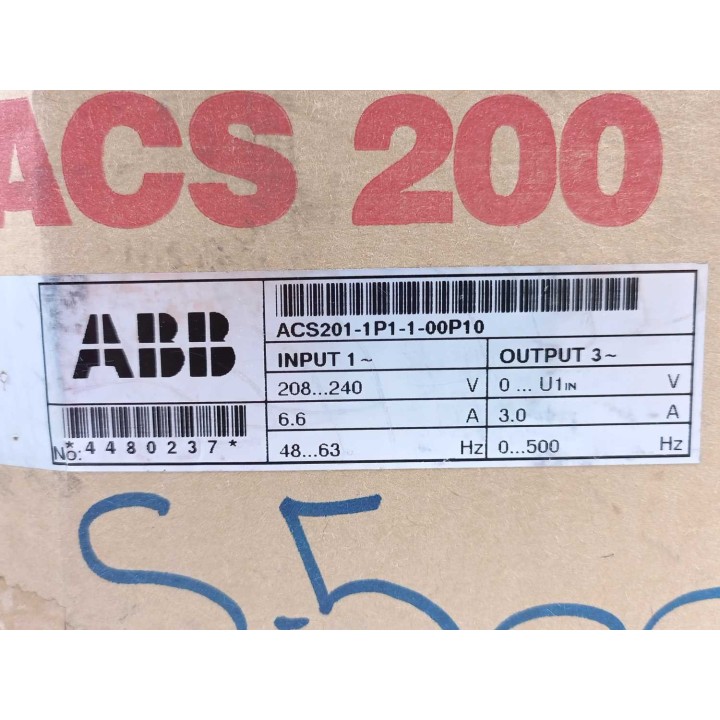 ACS 200
ABB
ACS201-1P1-1-00P10
INPUT 1~
OUTPUT 3~
208...240 V
0 ... U1IN V
6.6 A
3.0 A
48...63 Hz
0...500 Hz
No: *4480237*
S.5